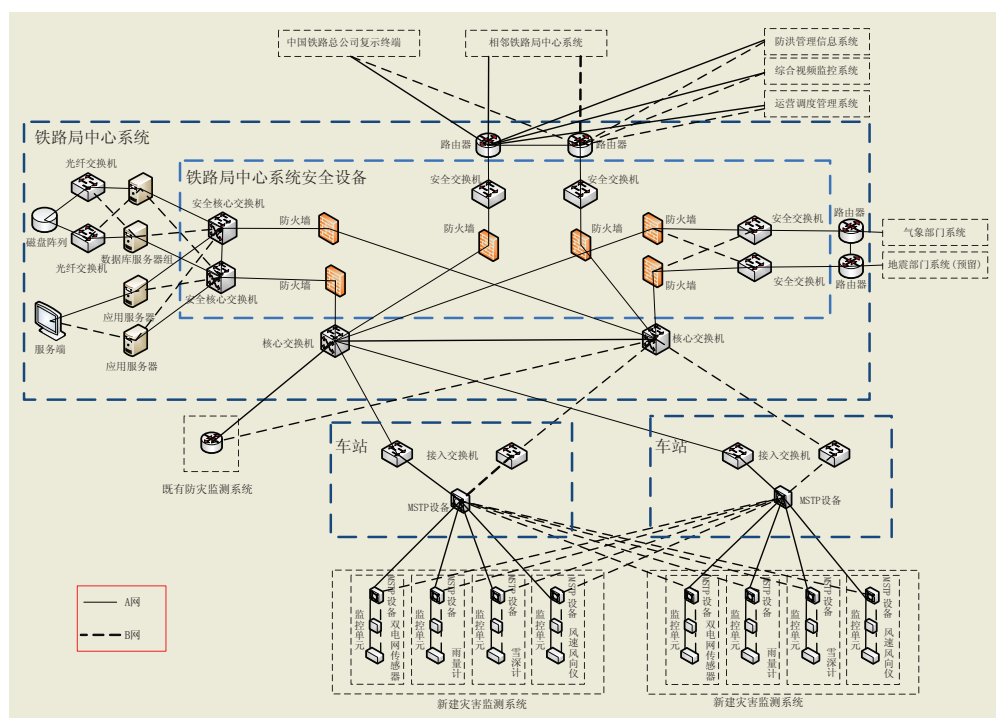 中国铁路总公司复示终端
相邻铁路局中心系统
防洪管理信息系统
综合视频监控系统
运营调度管理系统
铁路局中心系统
路由器
路由器
光纤交换机
铁路局中心系统安全设备
安全交换机
安全交换机
安全核心交换机
防火墙
防火墙
防火墙
防火墙
安全交换机
路由器
气象部门系统
磁盘阵列
数据库服务器组
光纤交换机
安全核心交换机
防火墙
防火墙
安全交换机
路由器
地震部门系统(预留)
应用服务器
服务端
应用服务器
核心交换机
核心交换机
既有防灾监测系统
车站
接入交换机
MSTP设备
车站
接入交换机
MSTP设备
MSTP设备
监控单元
双电网传感器
MSTP设备
监控单元
雨量计
MSTP设备
监控单元
雪深计
MSTP设备
监控单元
风速风向仪
新建灾害监测系统
MSTP设备
监控单元
双电网传感器
MSTP设备
监控单元
雨量计
MSTP设备
监控单元
雪深计
MSTP设备
监控单元
风速风向仪
新建灾害监测系统
A网
B网